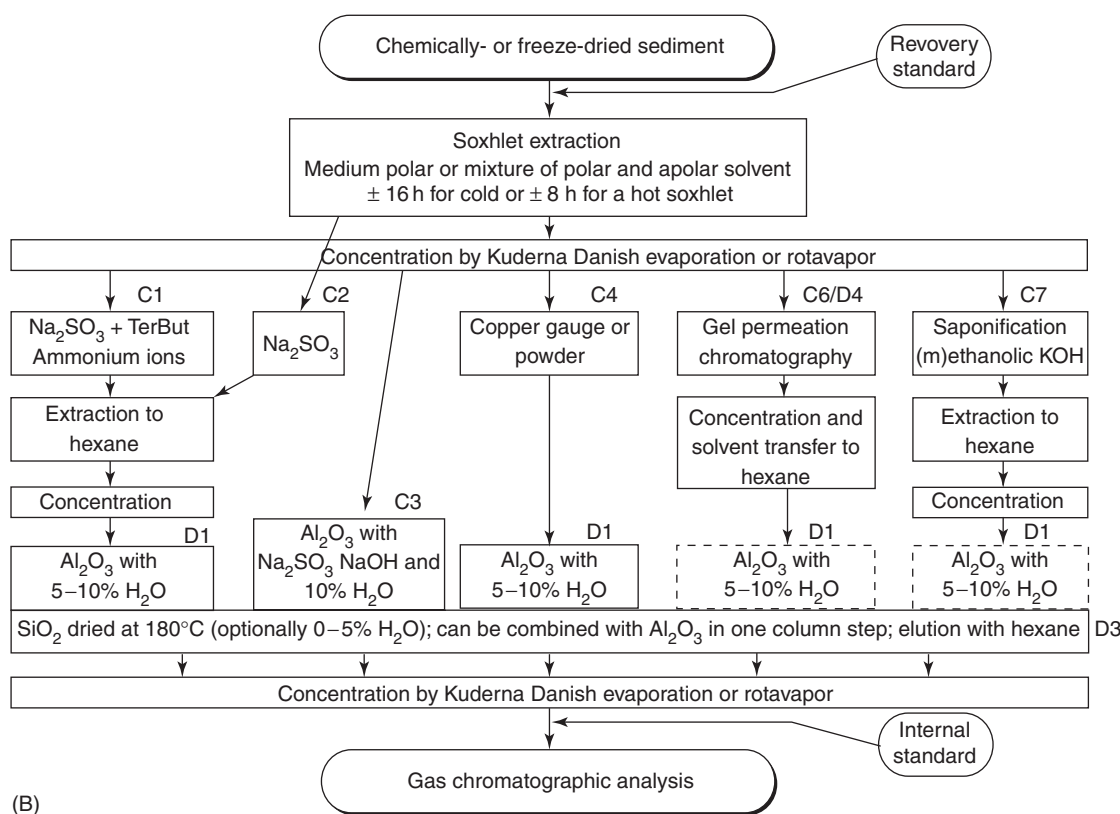 Chemically- or freeze-dried sediment
Revovery
standard
Soxhlet extraction
Medium polar or mixture of polar and apolar solvent
± 16 h for cold or ± 8 h for a hot soxhlet
Concentration by Kuderna Danish evaporation or rotavapor
C1
Na₂SO₃ + TerBut
Ammonium ions
Extraction to
hexane
Concentration
D1
Al₂O₃ with
5–10% H₂O
C2
Na₂SO₃
C3
Al₂O₃ with
Na₂SO₃ NaOH and
10% H₂O
C4
Copper gauge or
powder
D1
Al₂O₃ with
5–10% H₂O
C6/D4
Gel permeation
chromatography
Concentration and
solvent transfer to
hexane
D1
Al₂O₃ with
5–10% H₂O
C7
Saponification
(m)ethanolic KOH
Extraction to
hexane
Concentration
D1
Al₂O₃ with
5–10% H₂O
SiO₂ dried at 180°C (optionally 0–5% H₂O); can be combined with Al₂O₃ in one column step; elution with hexane
D3
Concentration by Kuderna Danish evaporation or rotavapor
Internal
standard
Gas chromatographic analysis
(B)